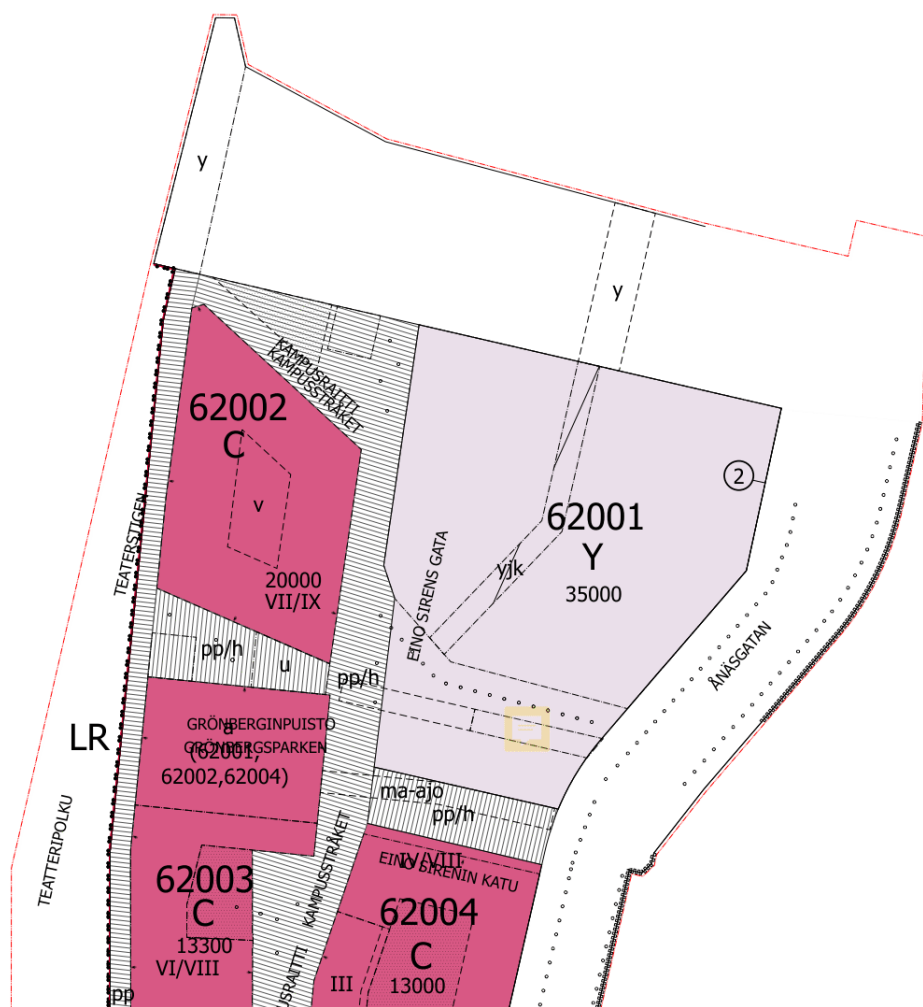 y
y
KAMPUSRAITTI
KAMPUSSTRÅKET
62002
C
v
20000
VII/IX
2
62001
Y
35000
yjk
EINO SIRENS GATA
TEATERSTIGEN
ÅNÄSGATAN
pp/h
u
pp/h
LR
GRÖNBERGINPUISTO
a
GRÖNBERGSPARKEN
(62001,
62002,62004)
ma-ajo
pp/h
TEATTERIPOLKU
KAMPUSSTRÅKET
IV/VIII
EINO SIRENIN KATU
62003
C
13300
VI/VIII
62004
C
13000
III
pp